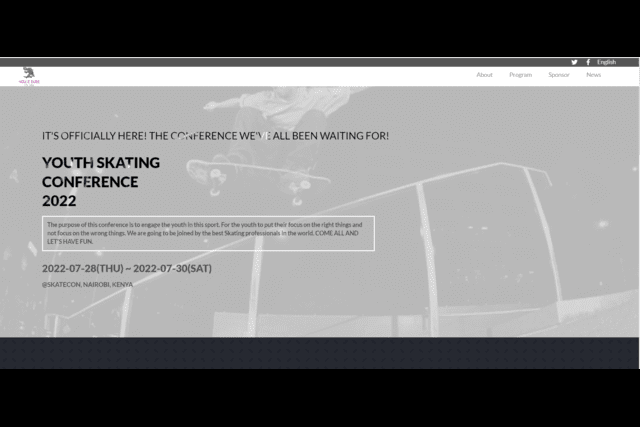 English
About Program Sponsor News
IT'S OFFICIALLY HERE! THE CONFERENCE WE'VE ALL BEEN WAITING FOR!
YOUTH SKATING
CONFERENCE
2022
The purpose of this conference is to engage the youth in this sport. For the youth to put their focus on the right things and
not focus on the wrong things. We are going to be joined by the best Skating professionals in the world. COME ALL AND
LET'S HAVE FUN.
2022-07-28(THU) ~ 2022-07-30(SAT)
@SKATECON, NAIROBI, KENYA